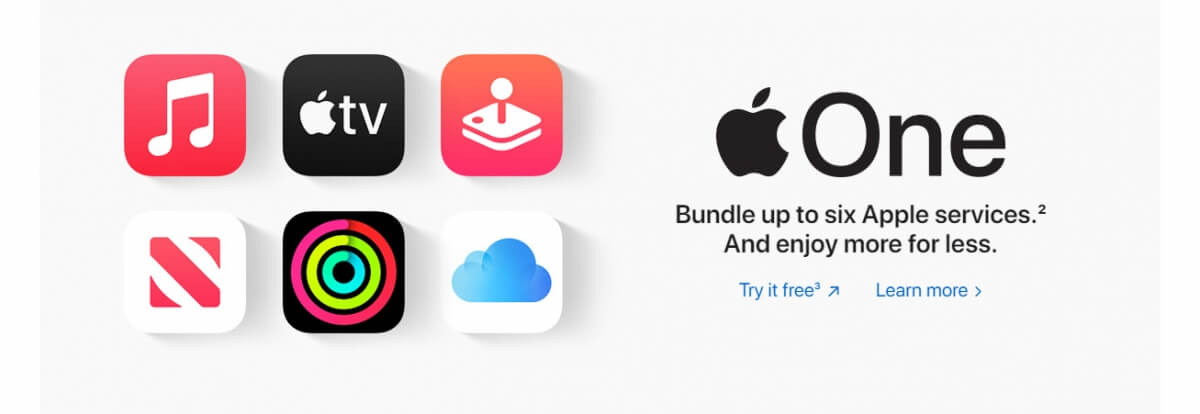 tv
One
Bundle up to six Apple services.²
And enjoy more for less.
Try it free³ ↗ Learn more ›